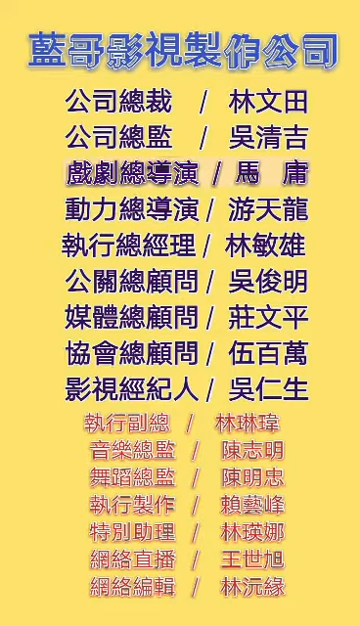 藍哥影視製作公司
公司總裁 / 林文田
公司總監 / 吳清吉
戲劇總導演 / 馬 庸
動力總導演 / 游天龍
執行總經理 / 林敏雄
公關總顧問 / 吳俊明
媒體總顧問 / 莊文平
協會總顧問 / 伍百萬
影視經紀人 / 吳仁生
執行副總 / 林琳瑋
音樂總監 / 陳志明
舞蹈總監 / 陳明忠
執行製作 / 賴藝峰
特別助理 / 林瑛娜
網絡直播 / 王世旭
網絡編輯 / 林沅緣